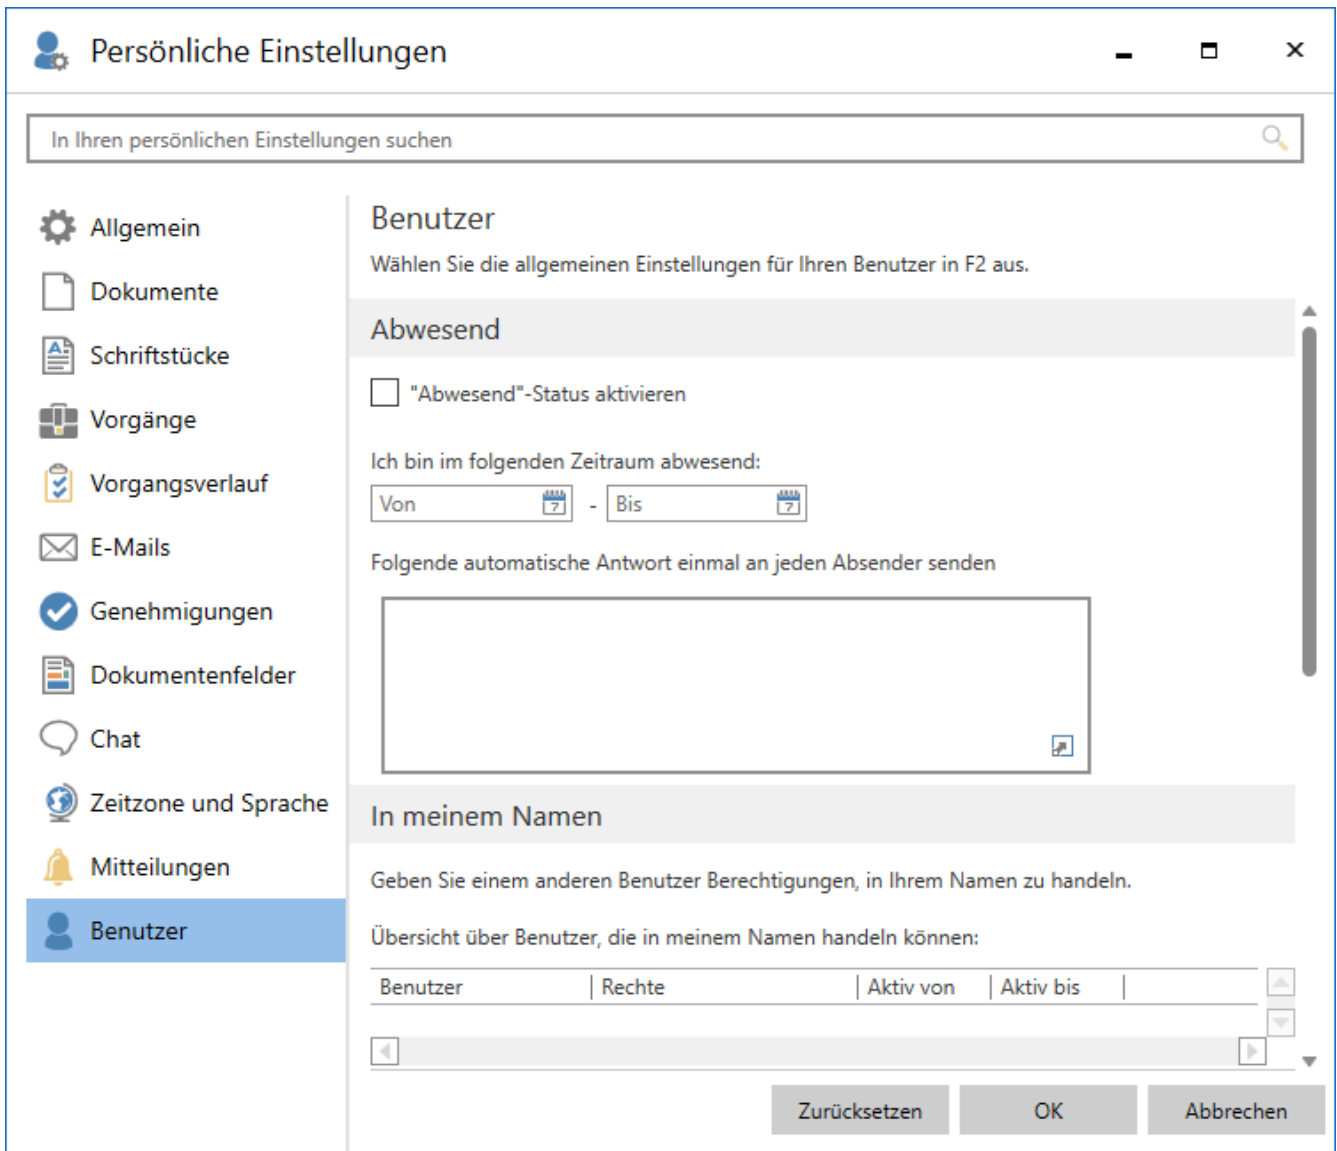 Persönliche Einstellungen
In Ihren persönlichen Einstellungen suchen
Allgemein
Dokumente
Schriftstücke
Vorgänge
Vorgangsverlauf
E-Mails
Genehmigungen
Dokumentenfelder
Chat
Zeitzone und Sprache
Mitteilungen
Benutzer
Benutzer
Wählen Sie die allgemeinen Einstellungen für Ihren Benutzer in F2 aus.
Abwesend
"Abwesend"-Status aktivieren
Ich bin im folgenden Zeitraum abwesend:
Von 7 - Bis 7
Folgende automatische Antwort einmal an jeden Absender senden
In meinem Namen
Geben Sie einem anderen Benutzer Berechtigungen, in Ihrem Namen zu handeln.
Übersicht über Benutzer, die in meinem Namen handeln können:
Benutzer Rechte Aktiv von Aktiv bis
Zurücksetzen OK Abbrechen